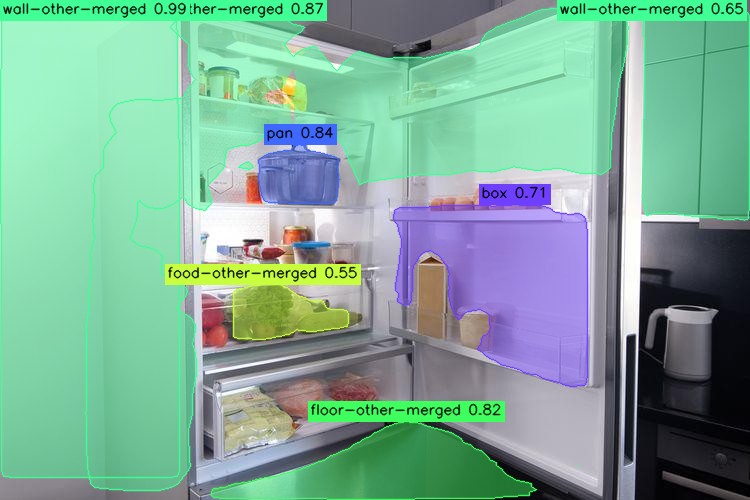 wall-other-merged 0.99
ther-merged 0.87
wall-other-merged 0.65
pan 0.84
box 0.71
food-other-merged 0.55
floor-other-merged 0.82